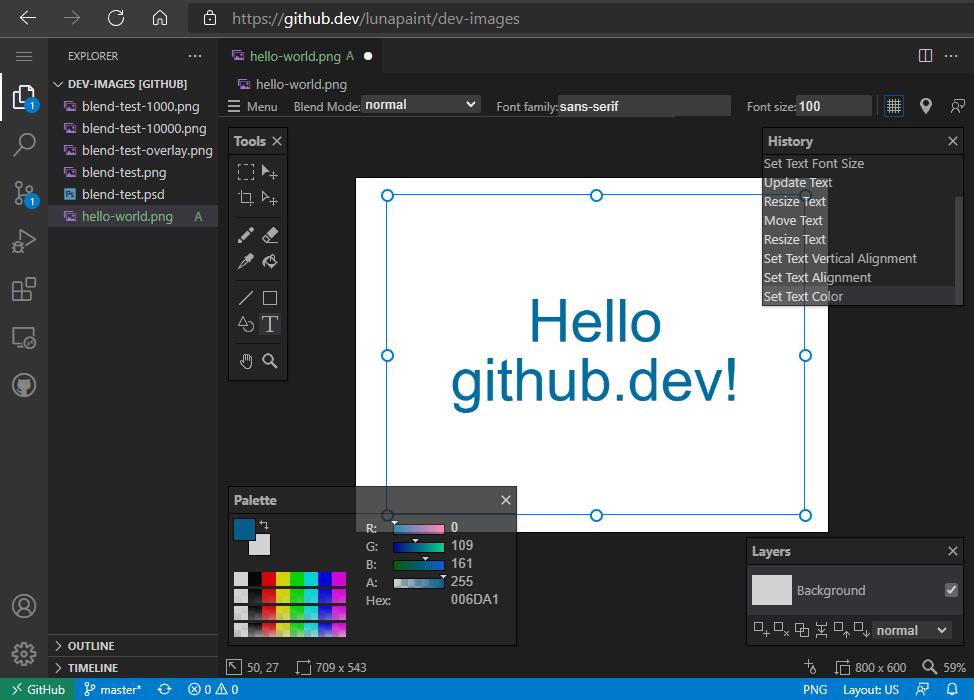 https://github.dev/lunapaint/dev-images
EXPLORER
hello-world.png A
DEV-IMAGES [GITHUB]
hello-world.png
blend-test-1000.png
Menu Blend Mode: normal Font family: sans-serif Font size: 100
blend-test-10000.png
blend-test-overlay.png
blend-test.png
Ps blend-test.psd
hello-world.png A
1
1
Tools
T
History
Set Text Font Size
Update Text
Resize Text
Move Text
Resize Text
Set Text Vertical Alignment
Set Text Alignment
Set Text Color
Hello
github.dev!
Palette
R: 0
G: 109
B: 161
A: 255
Hex: 006DA1
Layers
Background
normal
OUTLINE
TIMELINE
50, 27 709 x 543 800 x 600 59%
GitHub master* 0 0 PNG Layout: US